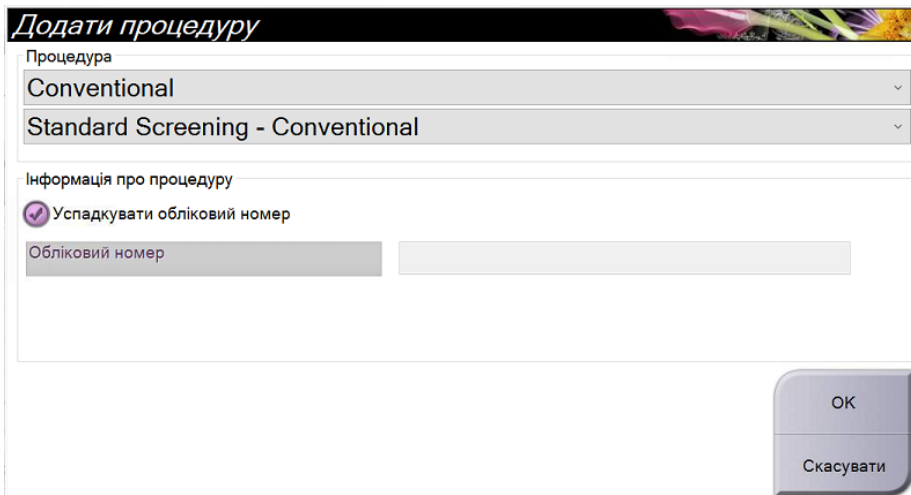 Додати процедуру
Процедура
Conventional
Standard Screening - Conventional
Інформація про процедуру
Успадкувати обліковий номер
Обліковий номер
OK
Скасувати